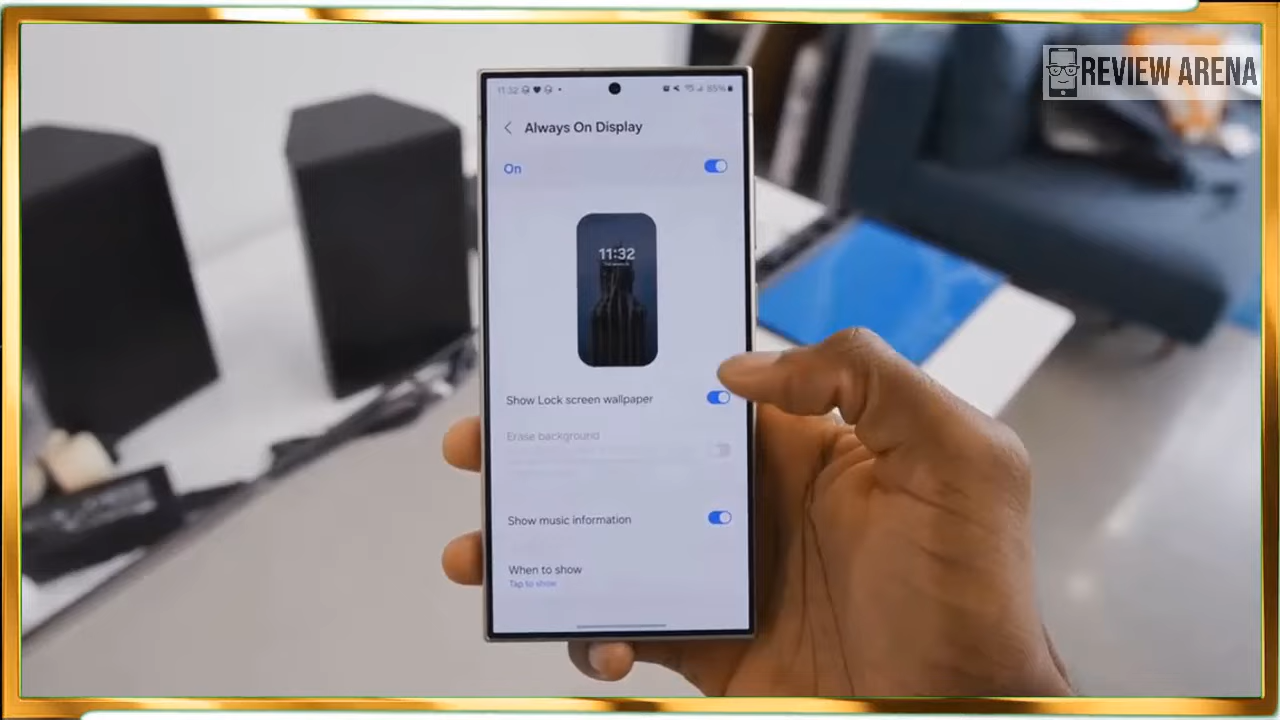 REVIEW ARENA
11:32
85%
Always On Display
On
11:32
Show Lock screen wallpaper
Erase background
Show music information
When to show
Tap to show